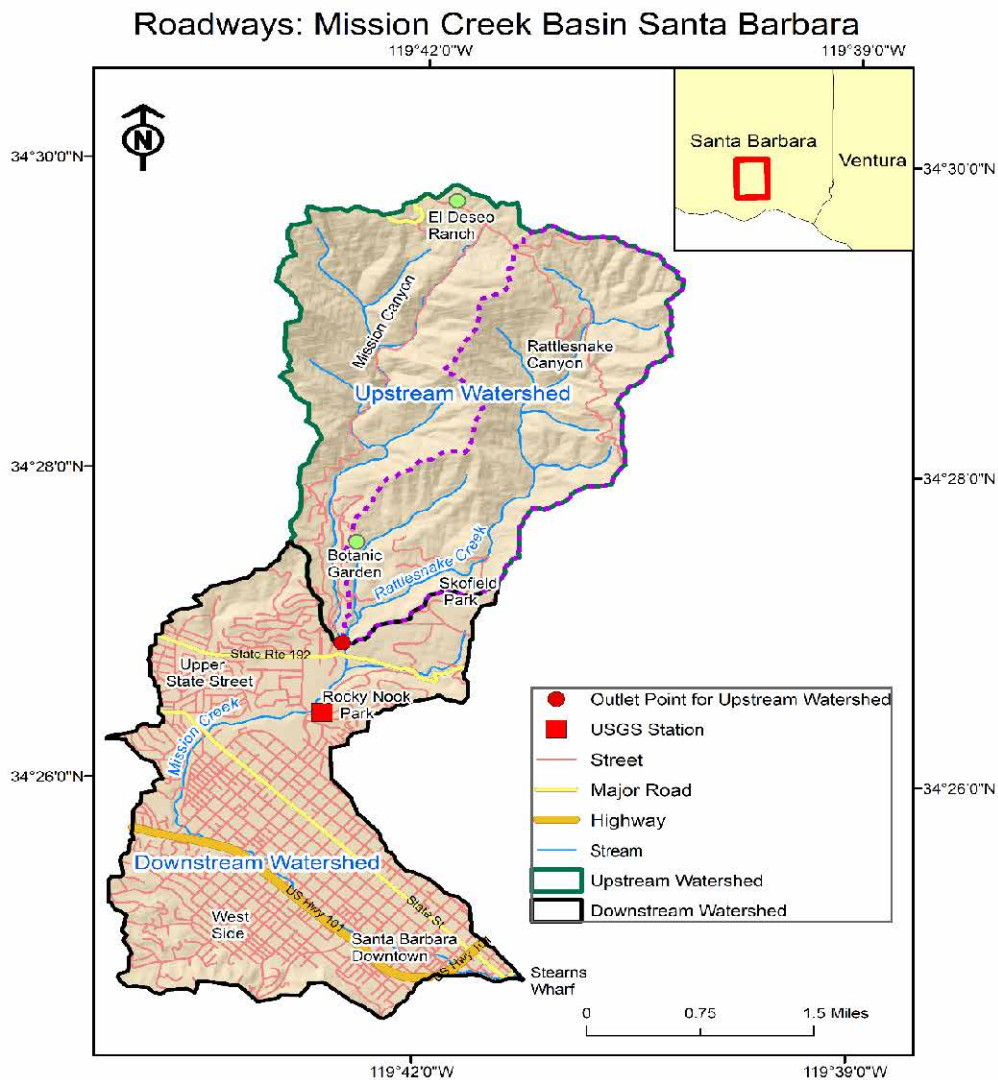 Roadways: Mission Creek Basin Santa Barbara
119°42'0"W
119°39'0"W
34°30'0"N
34°30'0"N
N
Santa Barbara
Ventura
El Deseo
Ranch
Mission Canyon
Rattlesnake
Canyon
Upstream Watershed
34°28'0"N
34°28'0"N
Botanic
Garden
Rattlesnake Creek
Skofield
Park
State Rte 192
Upper
State Street
Rocky Nook
Park
Mission Creek
34°26'0"N
34°26'0"N
Outlet Point for Upstream Watershed
USGS Station
Street
Major Road
Highway
Stream
Upstream Watershed
Downstream Watershed
Downstream Watershed
US Hwy 101
State St
West
Side
Santa Barbara
Downtown
US Hwy 101
Stearns
Wharf
0
0.75
1.5 Miles
119°42'0"W
119°39'0"W